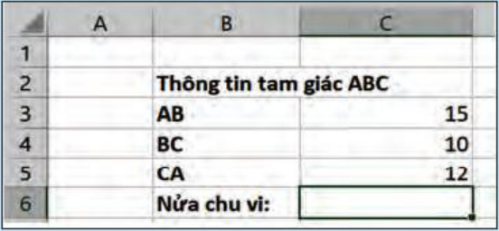 A B C
1
2 Thông tin tam giác ABC
3 AB 15
4 BC 10
5 CA 12
6 Nửa chu vi: